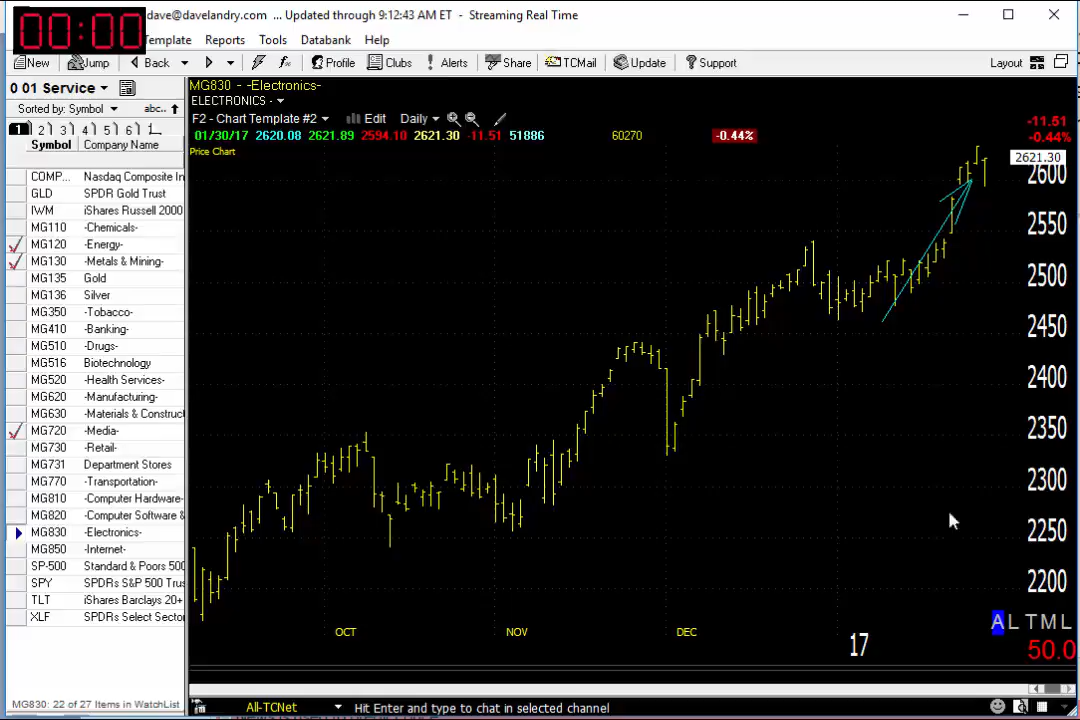 00:00
dave@davelandry.com ... Updated through 9:12:43 AM ET - Streaming Real Time
Template Reports Tools Databank Help
New Jump Back Profile Clubs Alerts Share TCMail Update Support Layout
0 01 Service
Sorted by: Symbol abc..
1 2 3 4 5 6
Symbol Company Name
COMP... Nasdaq Composite In
GLD SPDR Gold Trust
IWM iShares Russell 2000
MG110 -Chemicals-
MG120 -Energy-
MG130 -Metals & Mining-
MG135 Gold
MG136 Silver
MG350 -Tobacco-
MG410 -Banking-
MG510 -Drugs-
MG516 Biotechnology
MG520 -Health Services-
MG620 -Manufacturing-
MG630 -Materials & Construct
MG720 -Media-
MG730 -Retail-
MG731 Department Stores
MG770 -Transportation-
MG810 -Computer Hardware-
MG820 -Computer Software &
MG830 -Electronics-
MG850 -Internet-
SP-500 Standard & Poors 500
SPY SPDRs S&P 500 Trus
TLT iShares Barclays 20+
XLF SPDRs Select Sector
MG830: 22 of 27 Items in WatchList
MG830 - -Electronics-
ELECTRONICS -
F2 - Chart Template #2 Edit Daily
01/30/17 2620.08 2621.89 2594.10 2621.30 -11.51 51886 60270 -0.44%
Price Chart
-11.51
-0.44%
2621.30
2600
2550
2500
2450
2400
2350
2300
2250
2200
OCT NOV DEC 17
A L T M L
50.0
All-TCNet Hit Enter and type to chat in selected channel